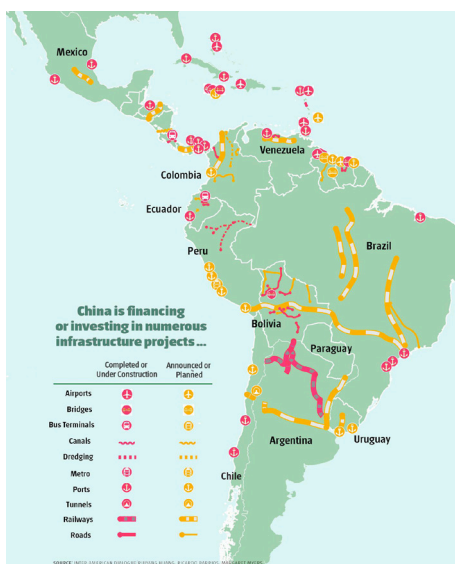 Mexico
Venezuela
Colombia
Ecuador
Peru
Brazil
Bolivia
Paraguay
Argentina
Uruguay
Chile
China is financing
or investing in numerous
infrastructure projects...
Completed or
Under Construction
Announced or
Planned
Airports
Bridges
Bus Terminals
Canals
Dredging
Metro
Ports
Tunnels
Railways
Roads